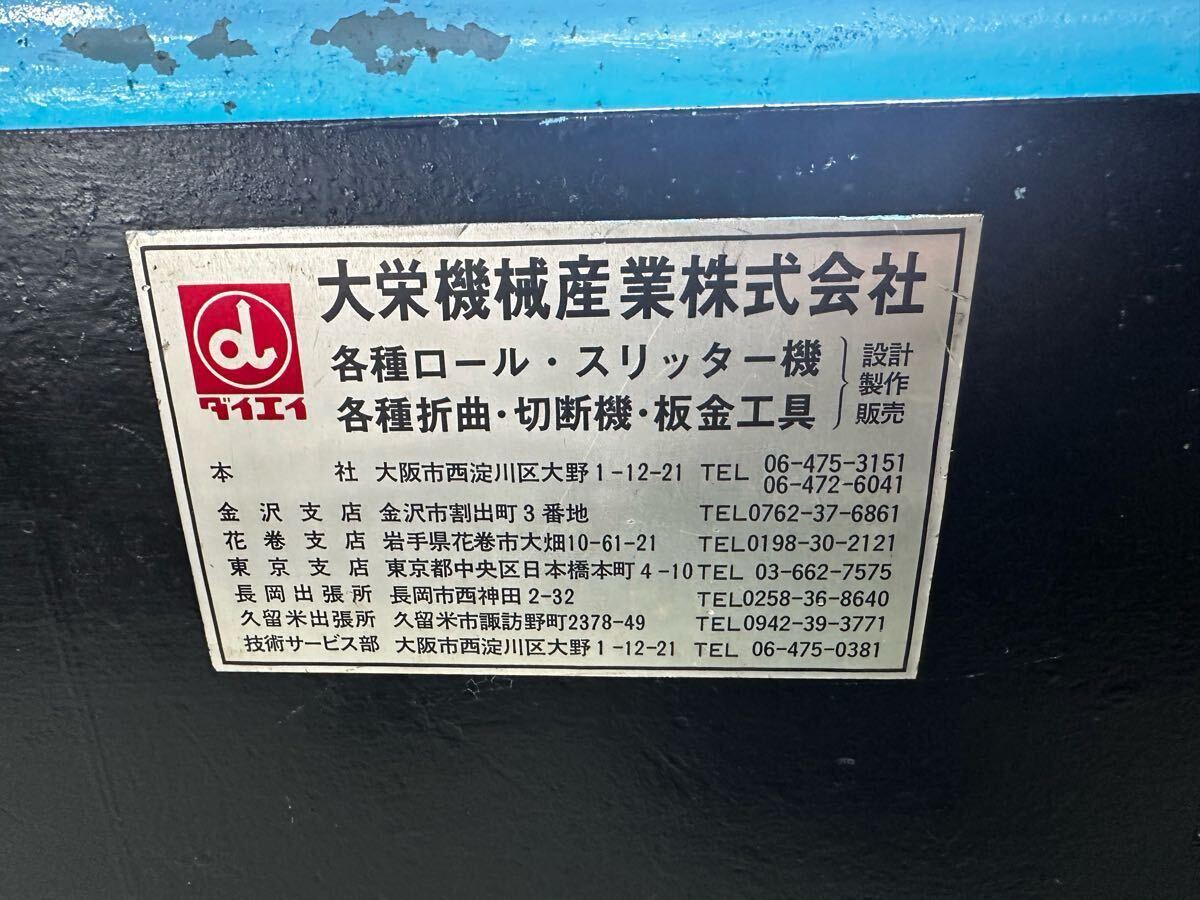 大栄機械産業株式会社
d
ダイエイ
各種ロール・スリッター機
各種折曲・切断機・板金工具
設計
製作
販売
本社 大阪市西淀川区大野1-12-21 TEL 06-475-3151
06-472-6041
金沢支店 金沢市割出町3番地 TEL0762-37-6861
花巻支店 岩手県花巻市大畑10-61-21 TEL0198-30-2121
東京支店 東京都中央区日本橋本町4-10 TEL 03-662-7575
長岡出張所 長岡市西神田2-32 TEL0258-36-8640
久留米出張所 久留米市諏訪野町2378-49 TEL0942-39-3771
技術サービス部 大阪市西淀川区大野1-12-21 TEL 06-475-0381